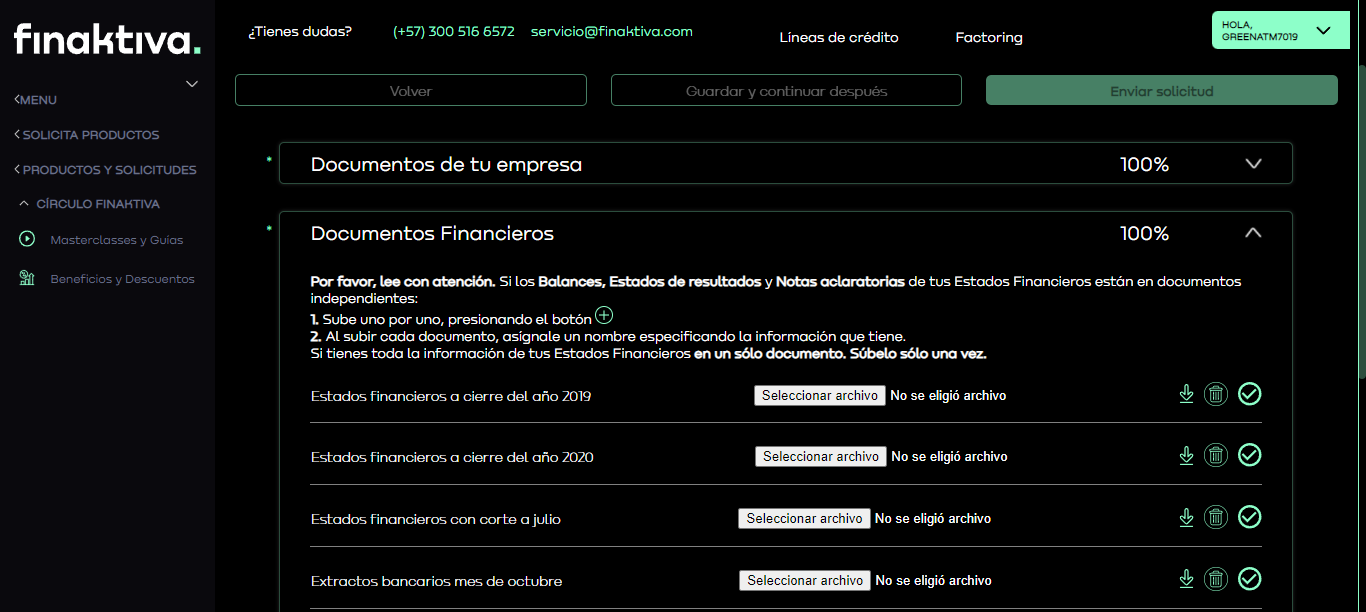 finaktiva.
¿Tienes dudas?
(+57) 300 516 6572
servicio@finaktiva.com
Líneas de crédito
Factoring
HOLA,
GREENATM7019
MENU
SOLICITA PRODUCTOS
PRODUCTOS Y SOLICITUDES
CÍRCULO FINAKTIVA
Masterclasses y Guías
Beneficios y Descuentos
Volver
Guardar y continuar después
Enviar solicitud
* Documentos de tu empresa 100%
* Documentos Financieros 100%
Por favor, lee con atención. Si los Balances, Estados de resultados y Notas aclaratorias de tus Estados Financieros están en documentos
independientes:
1. Sube uno por uno, presionando el botón
2. Al subir cada documento, asígnale un nombre especificando la información que tiene.
Si tienes toda la información de tus Estados Financieros en un sólo documento. Súbelo sólo una vez.
Estados financieros a cierre del año 2019 Seleccionar archivo No se eligió archivo
Estados financieros a cierre del año 2020 Seleccionar archivo No se eligió archivo
Estados financieros con corte a julio Seleccionar archivo No se eligió archivo
Extractos bancarios mes de octubre Seleccionar archivo No se eligió archivo